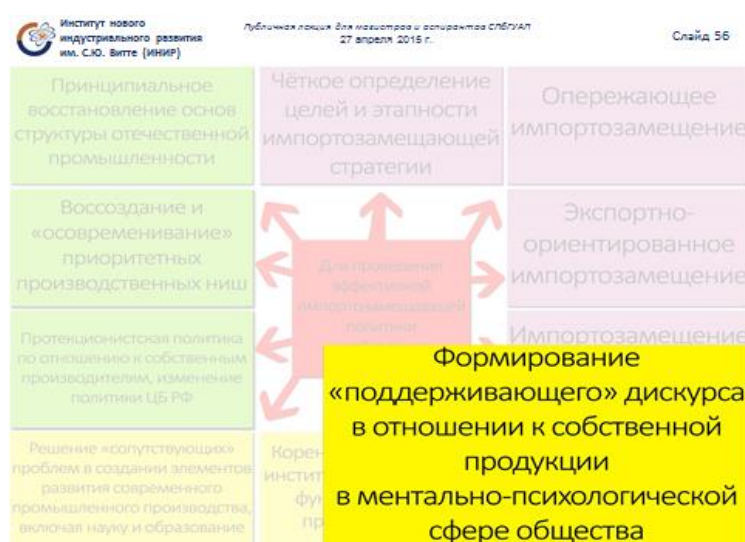 Институт нового
индустриального развития
им. С.Ю. Витте (ИНИР)
Публичная лекция для магистров и аспирантов СПбГУАП
27 апреля 2015 г.
Слайд 56
Принципиальное
восстановление основ
структуры отечественной
промышленности
Чёткое определение
целей и этапности
импортозамещающей
стратегии
Опережающее
импортозамещение
Воссоздание и
«осовременивание»
приоритетных
производственных ниш
Для проведения
эффективной
импортозамещающей
политики
Экспортно-
ориентированное
импортозамещение
Протекционистская политика
по отношению к собственным
производителям, изменение
политики ЦБ РФ
Импортозамещение
Решение «сопутствующих»
проблем в создании элементов
развития современного
промышленного производства,
включая науку и образование
Корен
инстит
фу
пр
Формирование
«поддерживающего» дискурса
в отношении к собственной
продукции
в ментально-психологической
сфере общества